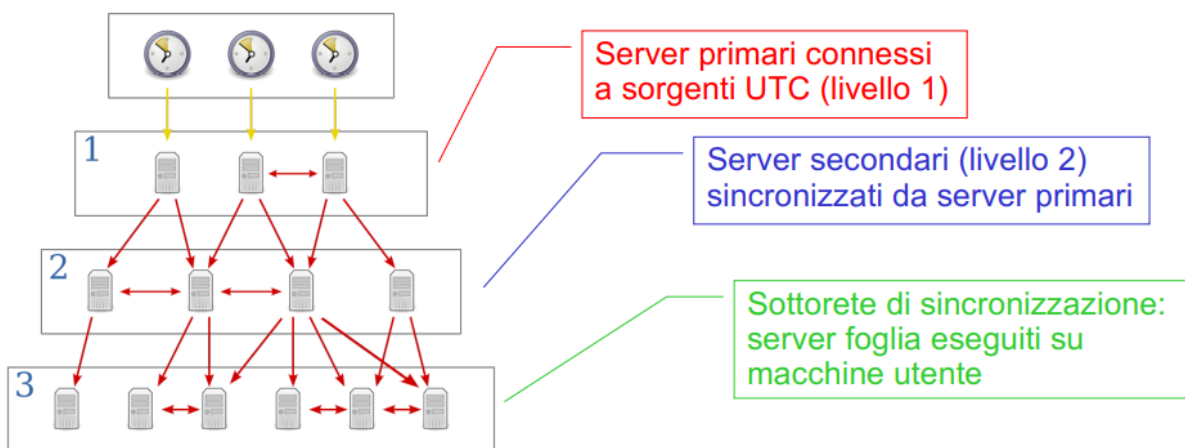 Server primari connessi
a sorgenti UTC (livello 1)
1
Server secondari (livello 2)
sincronizzati da server primari
2
Sottorete di sincronizzazione:
server foglia eseguiti su
macchine utente
3